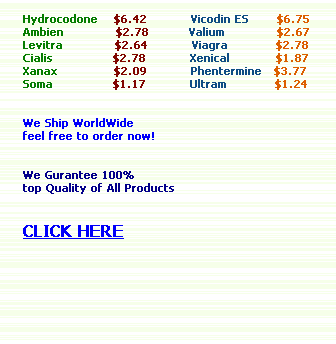 Hydrocodone $6.42 Vicodin ES $6.75
Ambien $2.78 Valium $2.67
Levitra $2.64 Viagra $2.78
Cialis $2.78 Xenical $1.87
Xanax $2.09 Phentermine $3.77
Soma $1.17 Ultram $1.24
We Ship WorldWide
feel free to order now!
We Gurantee 100%
top Quality of All Products
CLICK HERE